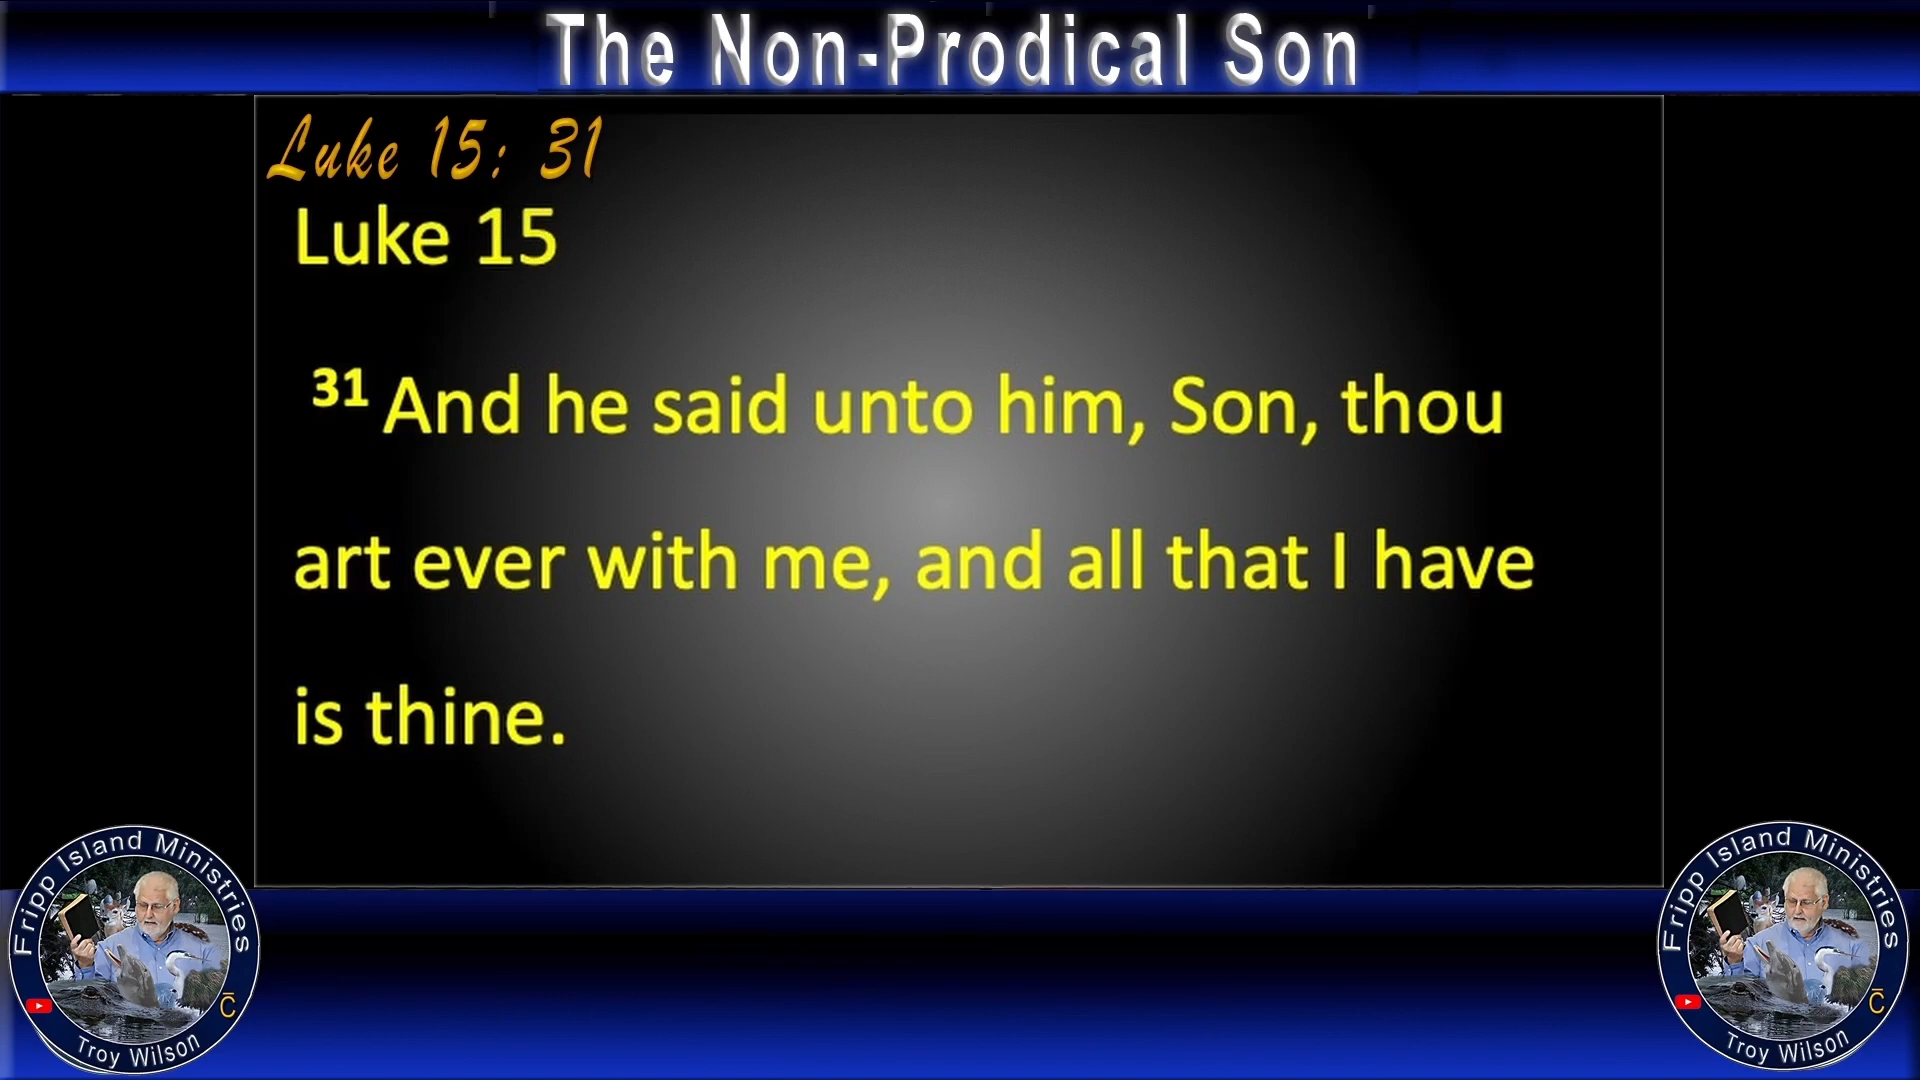 The Non-Prodical Son
Luke 15: 31
Luke 15
31 And he said unto him, Son, thou
art ever with me, and all that I have
is thine.
Fripp Island Ministries
C̅
Troy Wilson
Fripp Island Ministries
C̅
Troy Wilson